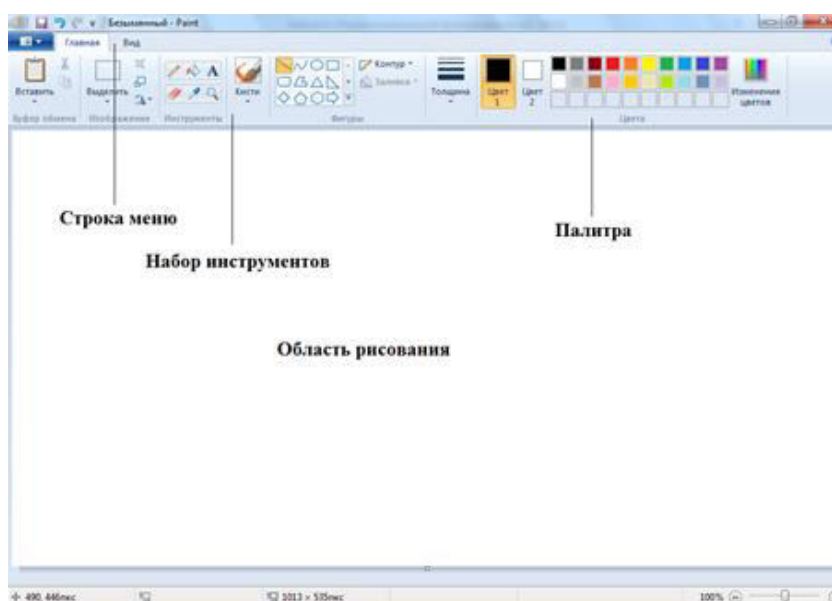 Безымянный - Paint
Главная Вид
Вставить
Выделить
Кисти
Контур
Заливка
Толщина
Цвет 1
Цвет 2
Изменение цветов
Буфер обмена Изображение Инструменты Фигуры Цвета
Строка меню
Палитра
Набор инструментов
Область рисования
490, 446пкс 1013 × 535пкс 100%